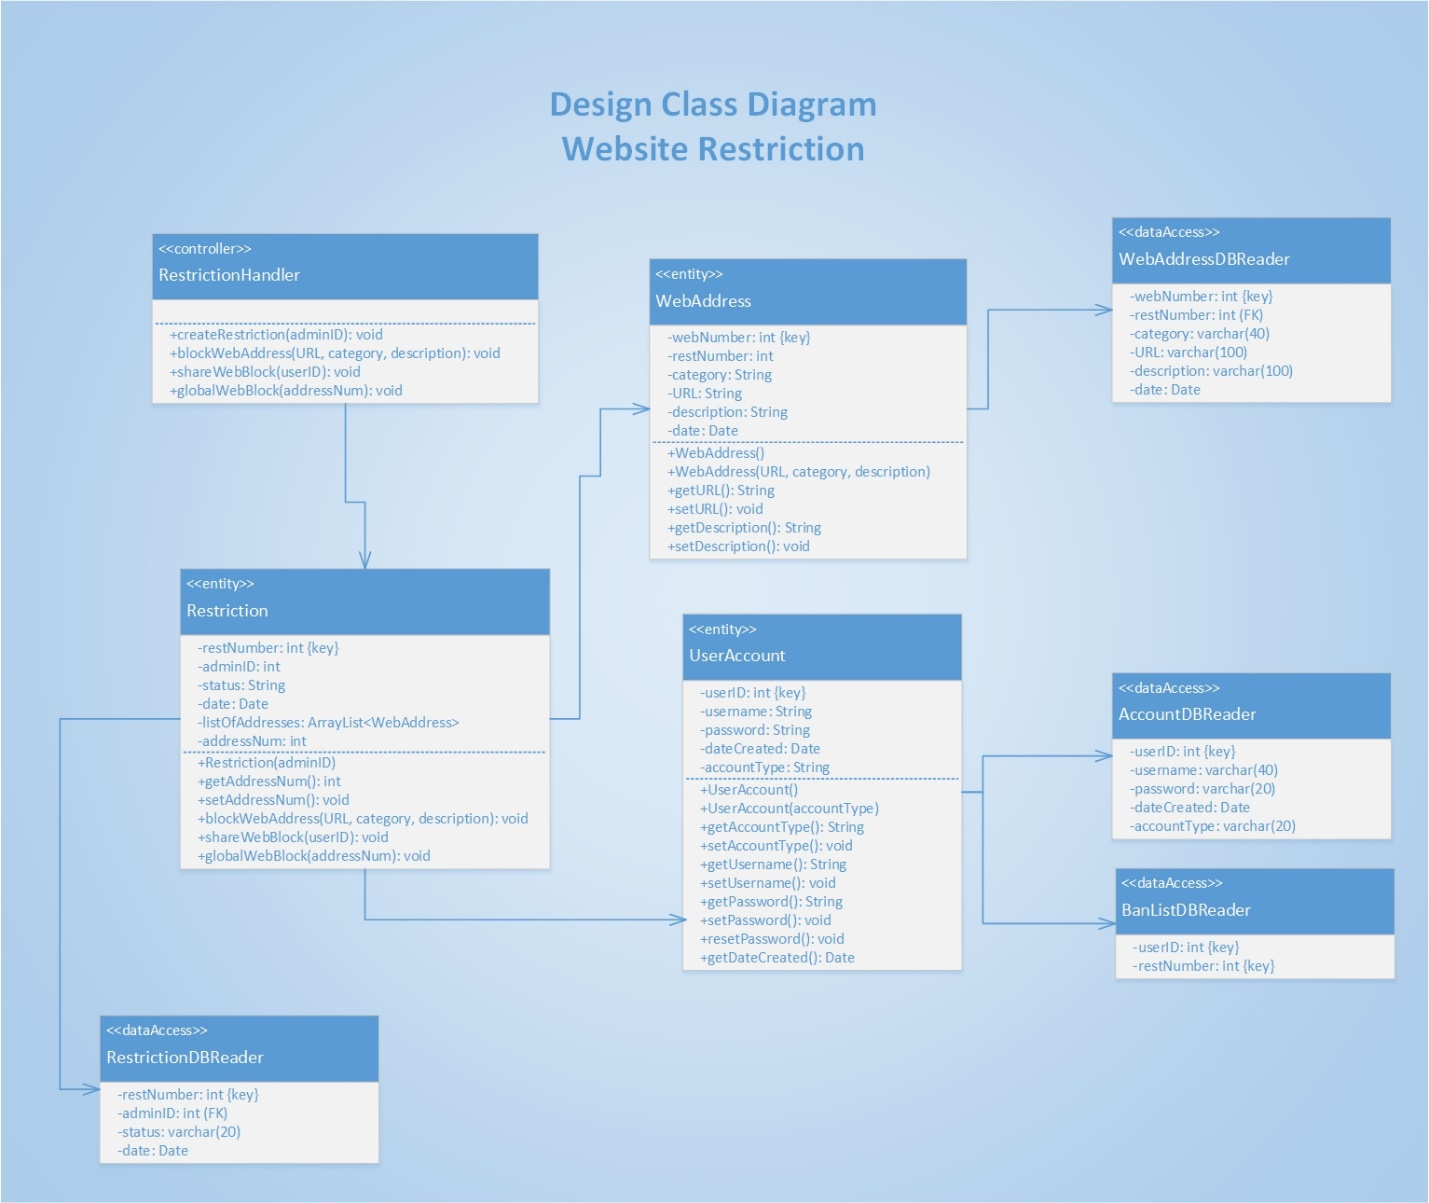 Design Class Diagram
Website Restriction
<<controller>>
RestrictionHandler
+createRestriction(adminID): void
+blockWebAddress(URL, category, description): void
+shareWebBlock(userID): void
+globalWebBlock(addressNum): void
<<entity>>
WebAddress
-webNumber: int {key}
-restNumber: int
-category: String
-URL: String
-description: String
-date: Date
+WebAddress()
+WebAddress(URL, category, description)
+getURL(): String
+setURL(): void
+getDescription(): String
+setDescription(): void
<<dataAccess>>
WebAddressDBReader
-webNumber: int {key}
-restNumber: int (FK)
-category: varchar(40)
-URL: varchar(100)
-description: varchar(100)
-date: Date
<<entity>>
Restriction
-restNumber: int {key}
-adminID: int
-status: String
-date: Date
-listOfAddresses: ArrayList<WebAddress>
-addressNum: int
+Restriction(adminID)
+getAddressNum(): int
+setAddressNum(): void
+blockWebAddress(URL, category, description): void
+shareWebBlock(userID): void
+globalWebBlock(addressNum): void
<<entity>>
UserAccount
-userID: int {key}
-username: String
-password: String
-dateCreated: Date
-accountType: String
+UserAccount()
+UserAccount(accountType)
+getAccountType(): String
+setAccountType(): void
+getUsername(): String
+setUsername(): void
+getPassword(): String
+setPassword(): void
+resetPassword(): void
+getDateCreated(): Date
<<dataAccess>>
AccountDBReader
-userID: int {key}
-username: varchar(40)
-password: varchar(20)
-dateCreated: Date
-accountType: varchar(20)
<<dataAccess>>
BanListDBReader
-userID: int {key}
-restNumber: int {key}
<<dataAccess>>
RestrictionDBReader
-restNumber: int {key}
-adminID: int (FK)
-status: varchar(20)
-date: Date